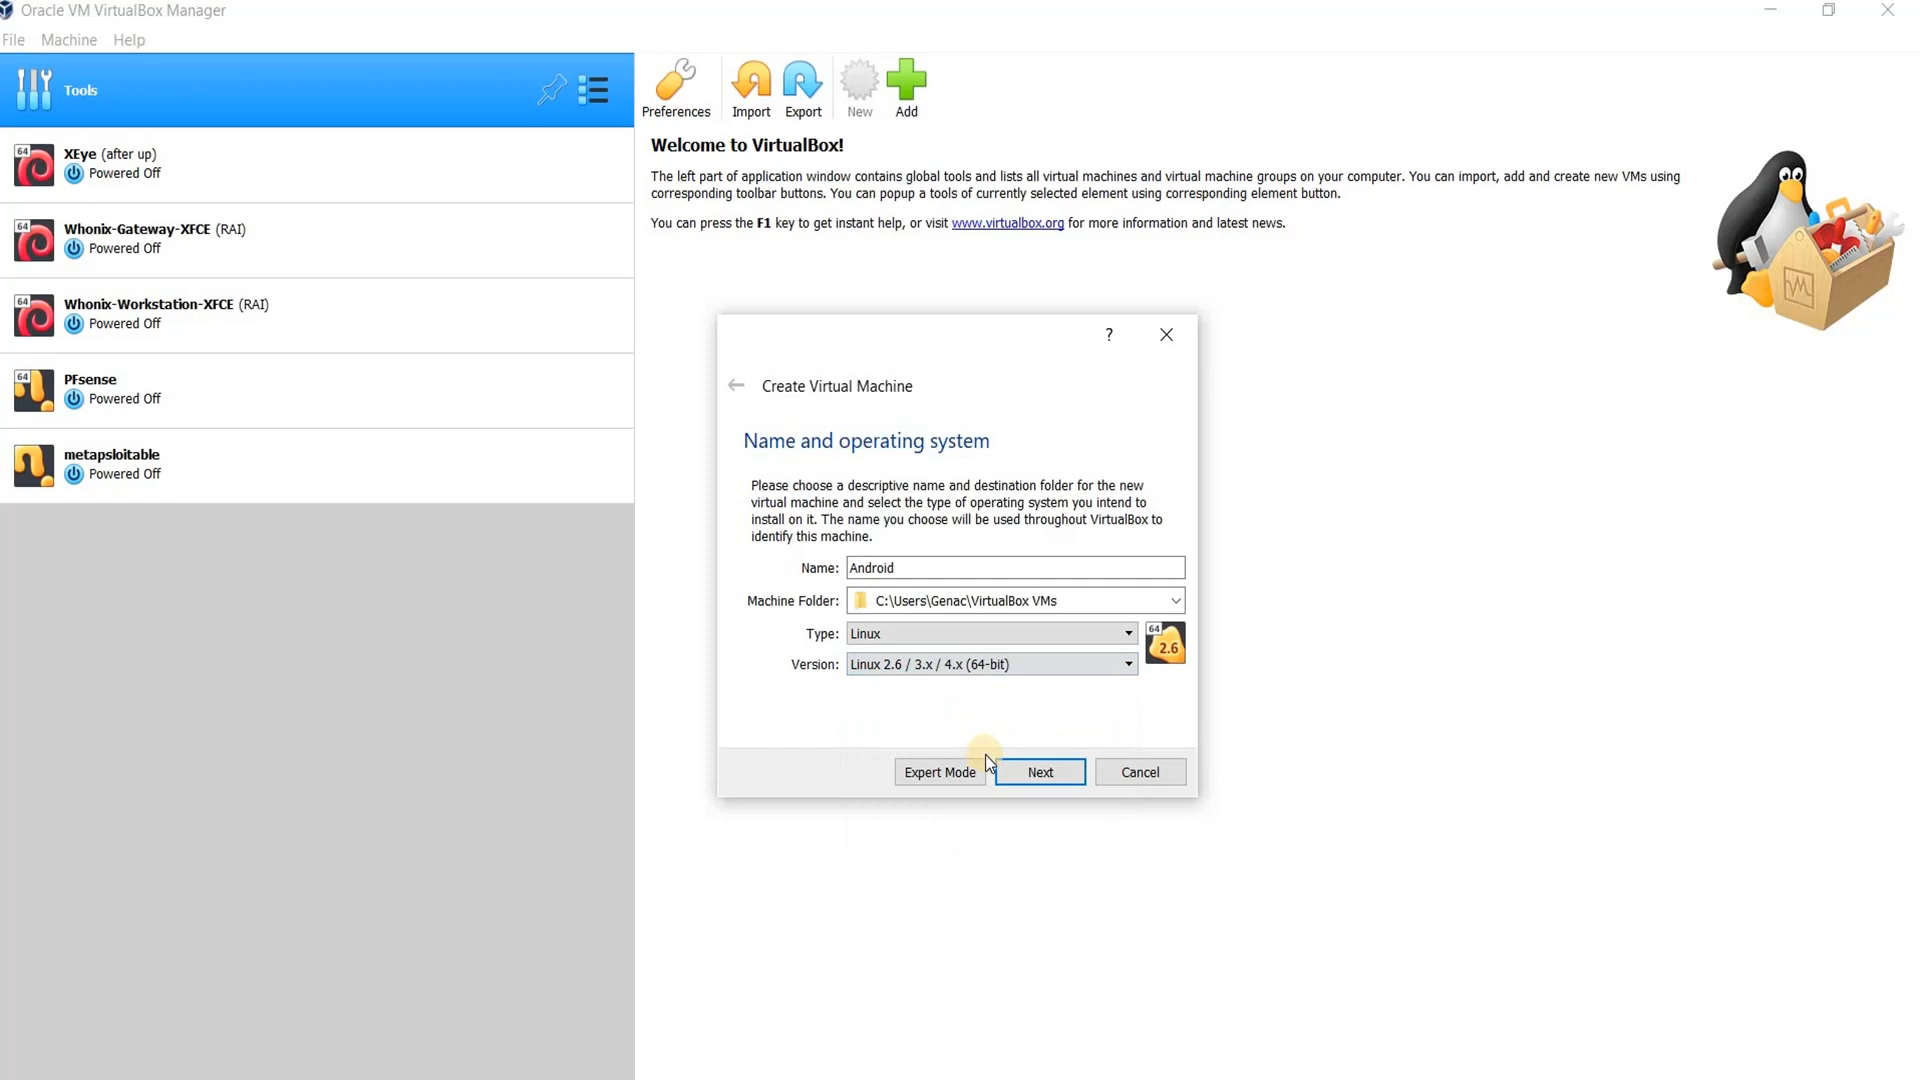 Oracle VM VirtualBox Manager
File Machine Help
Tools
64
XEye (after up)
Powered Off
64
Whonix-Gateway-XFCE (RAI)
Powered Off
64
Whonix-Workstation-XFCE (RAI)
Powered Off
64
PFsense
Powered Off
metapsloitable
Powered Off
Preferences Import Export New Add
Welcome to VirtualBox!
The left part of application window contains global tools and lists all virtual machines and virtual machine groups on your computer. You can import, add and create new VMs using
corresponding toolbar buttons. You can popup a tools of currently selected element using corresponding element button.
You can press the F1 key to get instant help, or visit www.virtualbox.org for more information and latest news.
?
Create Virtual Machine
Name and operating system
Please choose a descriptive name and destination folder for the new
virtual machine and select the type of operating system you intend to
install on it. The name you choose will be used throughout VirtualBox to
identify this machine.
Name: Android
Machine Folder: C:\Users\Genac\VirtualBox VMs
Type: Linux
64
2.6
Version: Linux 2.6 / 3.x / 4.x (64-bit)
Expert Mode Next Cancel